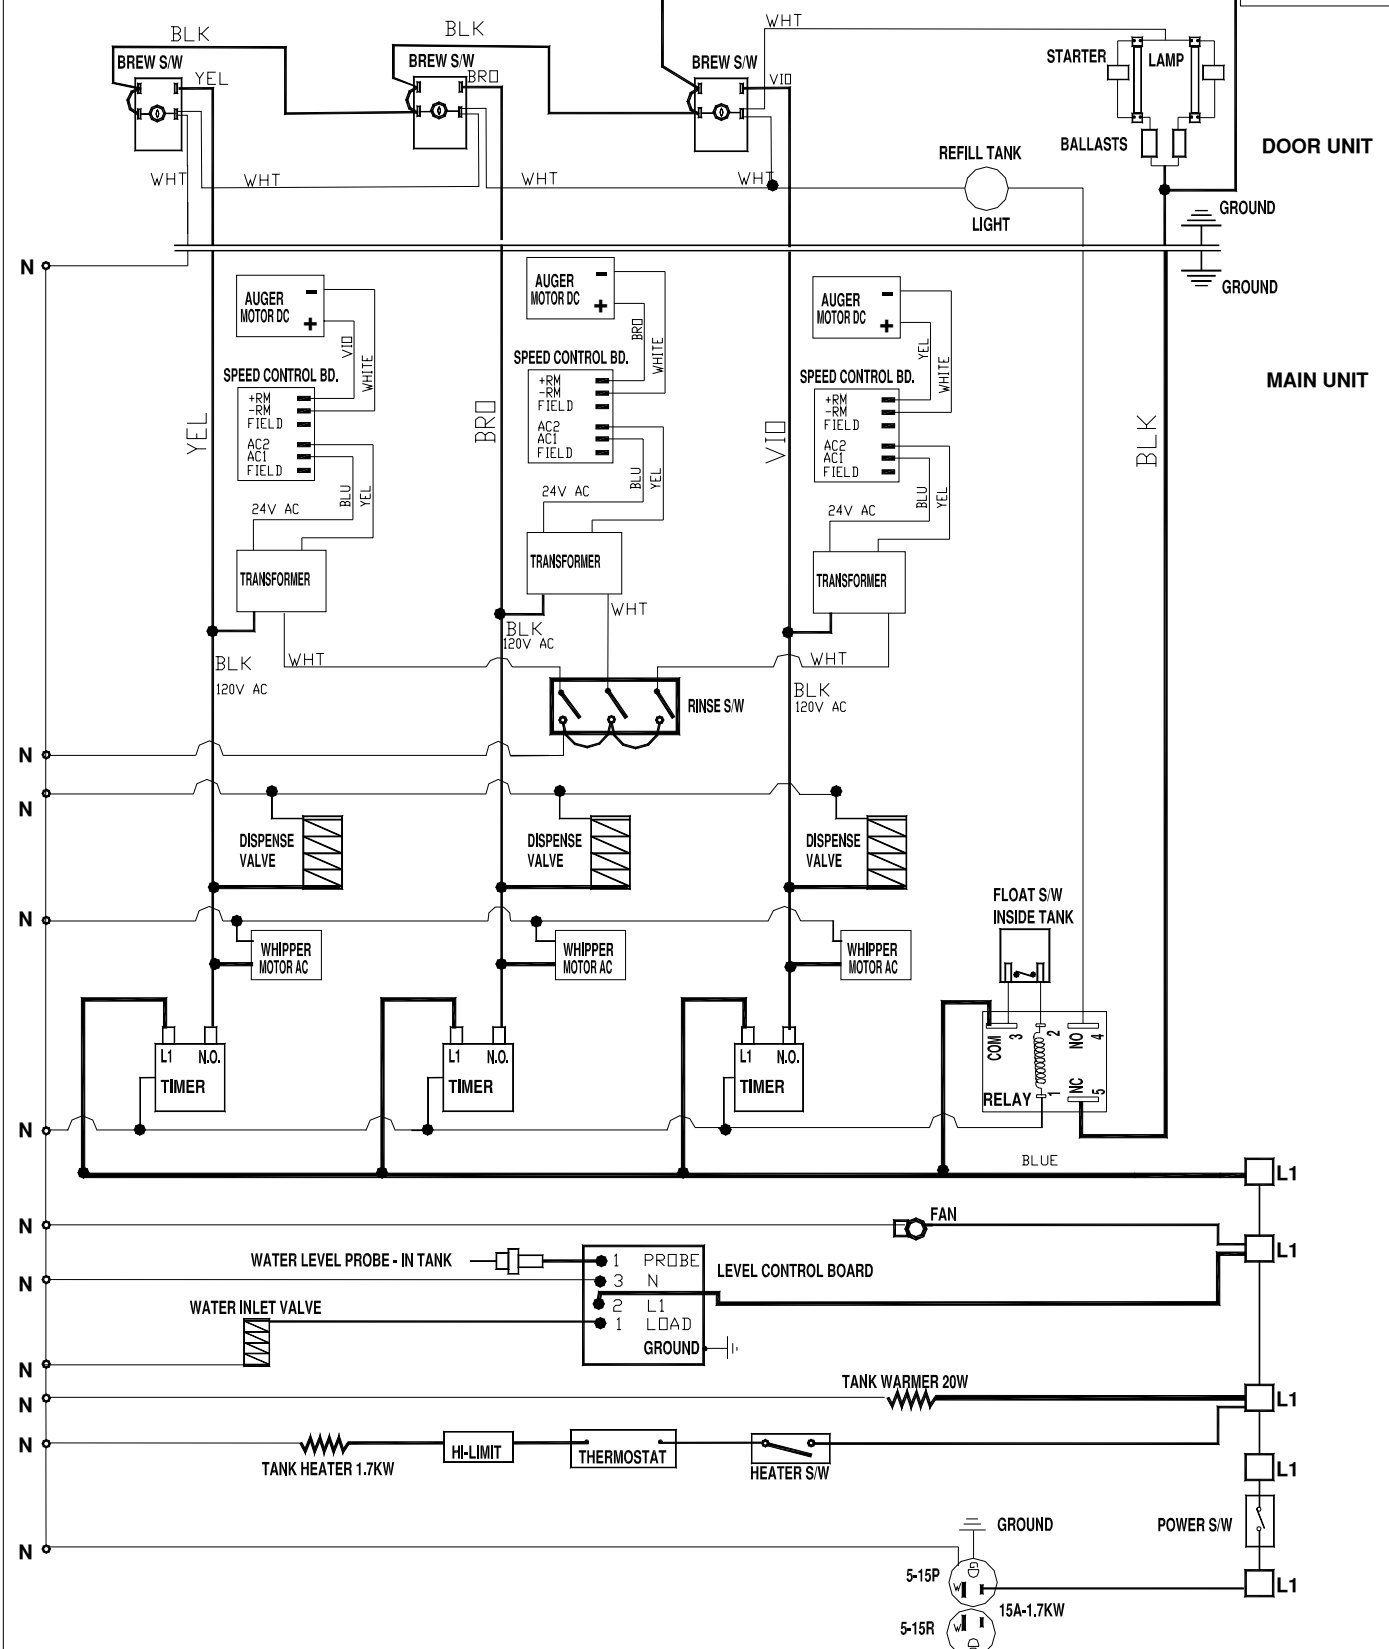 WHT
BLK
BLK
BREW S/W
BREW S/W
BREW S/W
STARTER
LAMP
YEL
BRO
VIO
BALLASTS
DOOR UNIT
REFILL TANK
WHT
WHT
WHT
WHT
LIGHT
GROUND
N
GROUND
AUGER
MOTOR DC
-
+
AUGER
MOTOR DC
-
+
AUGER
MOTOR DC
-
+
VIO
WHITE
BRO
WHITE
YEL
WHITE
SPEED CONTROL BD.
SPEED CONTROL BD.
SPEED CONTROL BD.
MAIN UNIT
+RM
-RM
FIELD
AC2
AC1
FIELD
+RM
-RM
FIELD
AC2
AC1
FIELD
+RM
-RM
FIELD
AC2
AC1
FIELD
YEL
BRO
VIO
BLK
BLU
YEL
BLU
YEL
BLU
YEL
24V AC
24V AC
24V AC
TRANSFORMER
TRANSFORMER
TRANSFORMER
WHT
BLK
120V AC
BLK
120V AC
WHT
WHT
BLK
120V AC
RINSE S/W
N
N
DISPENSE
VALVE
DISPENSE
VALVE
DISPENSE
VALVE
FLOAT S/W
INSIDE TANK
N
WHIPPER
MOTOR AC
WHIPPER
MOTOR AC
WHIPPER
MOTOR AC
L1 N.O.
TIMER
L1 N.O.
TIMER
L1 N.O.
TIMER
COM
3
2
NO
4
RELAY
1
NC
5
N
BLUE
L1
N
FAN
L1
WATER LEVEL PROBE - IN TANK
1 PROBE
LEVEL CONTROL BOARD
N
3 N
WATER INLET VALVE
2 L1
1 LOAD
GROUND
N
TANK WARMER 20W
N
L1
N
HI-LIMIT
THERMOSTAT
TANK HEATER 1.7KW
HEATER S/W
L1
GROUND
POWER S/W
N
5-15P
GD
W
L1
15A-1.7KW
5-15R
W